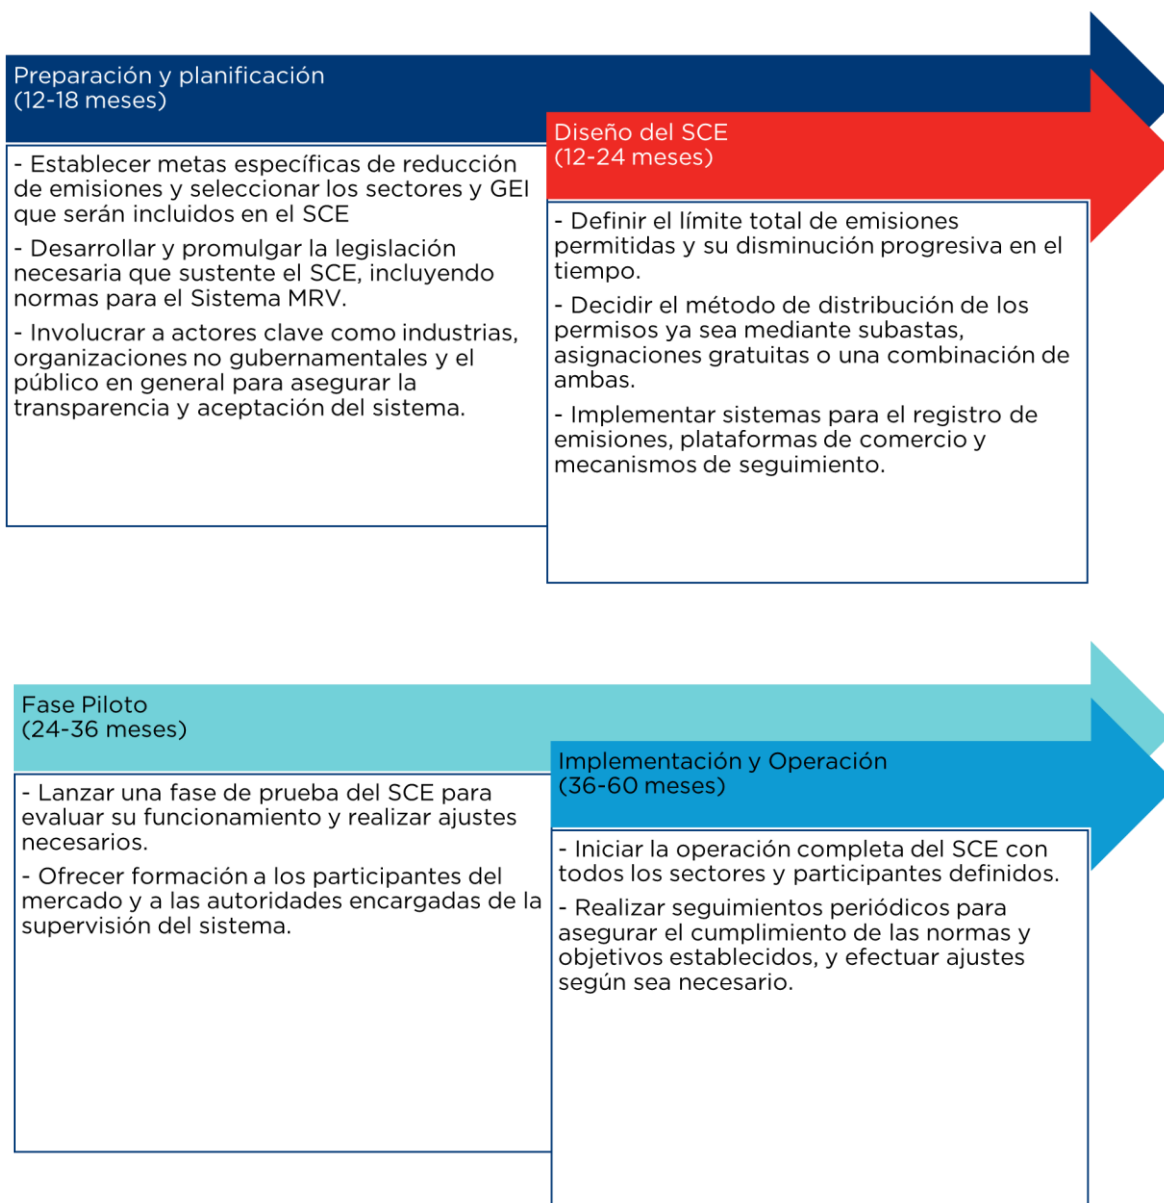 Preparación y planificación
(12-18 meses)
- Establecer metas específicas de reducción
de emisiones y seleccionar los sectores y GEI
que serán incluidos en el SCE
- Desarrollar y promulgar la legislación
necesaria que sustente el SCE, incluyendo
normas para el Sistema MRV.
- Involucrar a actores clave como industrias,
organizaciones no gubernamentales y el
público en general para asegurar la
transparencia y aceptación del sistema.
Diseño del SCE
(12-24 meses)
- Definir el límite total de emisiones
permitidas y su disminución progresiva en el
tiempo.
- Decidir el método de distribución de los
permisos ya sea mediante subastas,
asignaciones gratuitas o una combinación de
ambas.
- Implementar sistemas para el registro de
emisiones, plataformas de comercio y
mecanismos de seguimiento.
Fase Piloto
(24-36 meses)
- Lanzar una fase de prueba del SCE para
evaluar su funcionamiento y realizar ajustes
necesarios.
- Ofrecer formación a los participantes del
mercado y a las autoridades encargadas de la
supervisión del sistema.
Implementación y Operación
(36-60 meses)
- Iniciar la operación completa del SCE con
todos los sectores y participantes definidos.
- Realizar seguimientos periódicos para
asegurar el cumplimiento de las normas y
objetivos establecidos, y efectuar ajustes
según sea necesario.